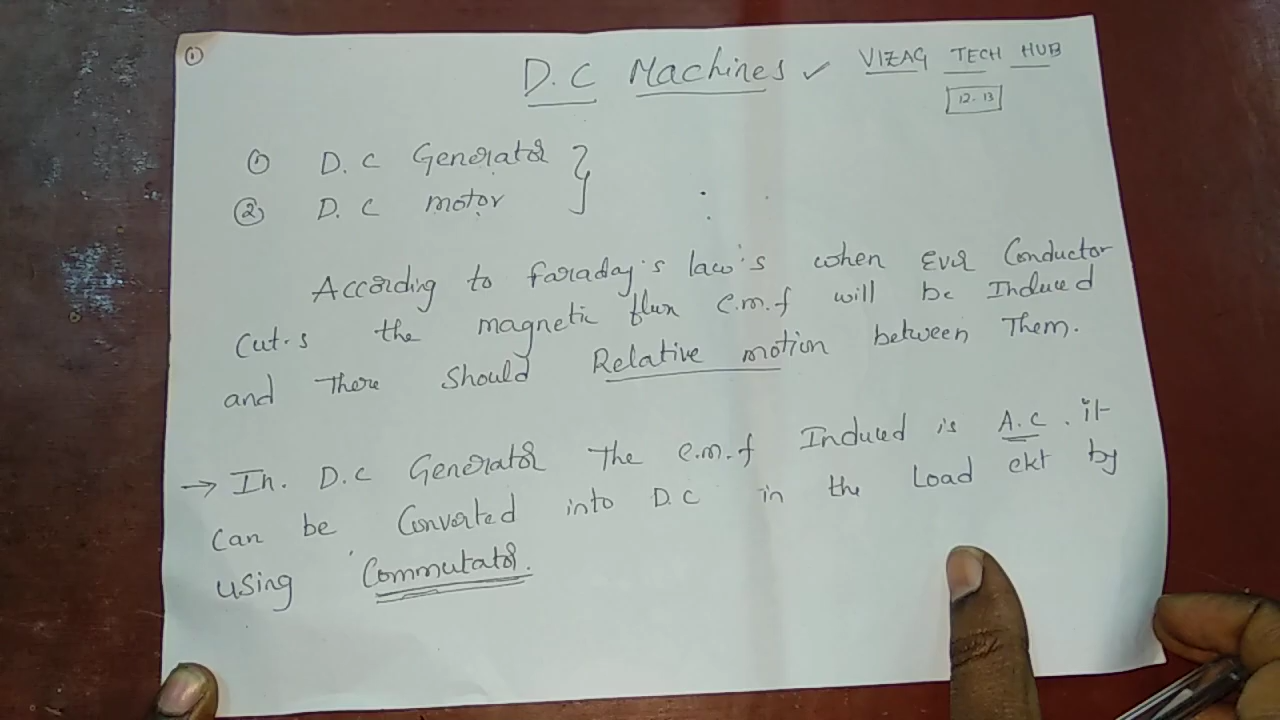 ①
D.C Machines ✓
VIZAG TECH HUB
12.13
① D.C Generator
② D.C motor
According to faraday's law's when ever Conductor
Cut.s the magnetic flux e.m.f will be Induced
and There Should Relative motion between Them.
→ In. D.C Generator The e.m.f Induced is A.C. it
can be Converted into D.C in the Load ckt by
using Commutator.